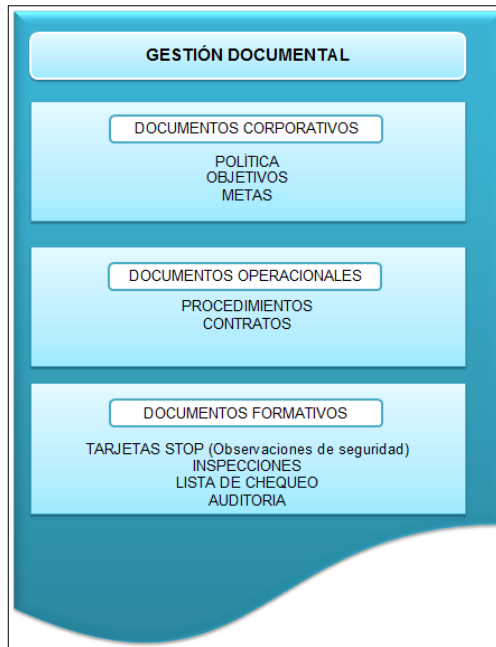 GESTIÓN DOCUMENTAL
DOCUMENTOS CORPORATIVOS
POLÌTICA
OBJETIVOS
METAS
DOCUMENTOS OPERACIONALES
PROCEDIMIENTOS
CONTRATOS
DOCUMENTOS FORMATIVOS
TARJETAS STOP (Observaciones de seguridad)
INSPECCIONES
LISTA DE CHEQUEO
AUDITORIA